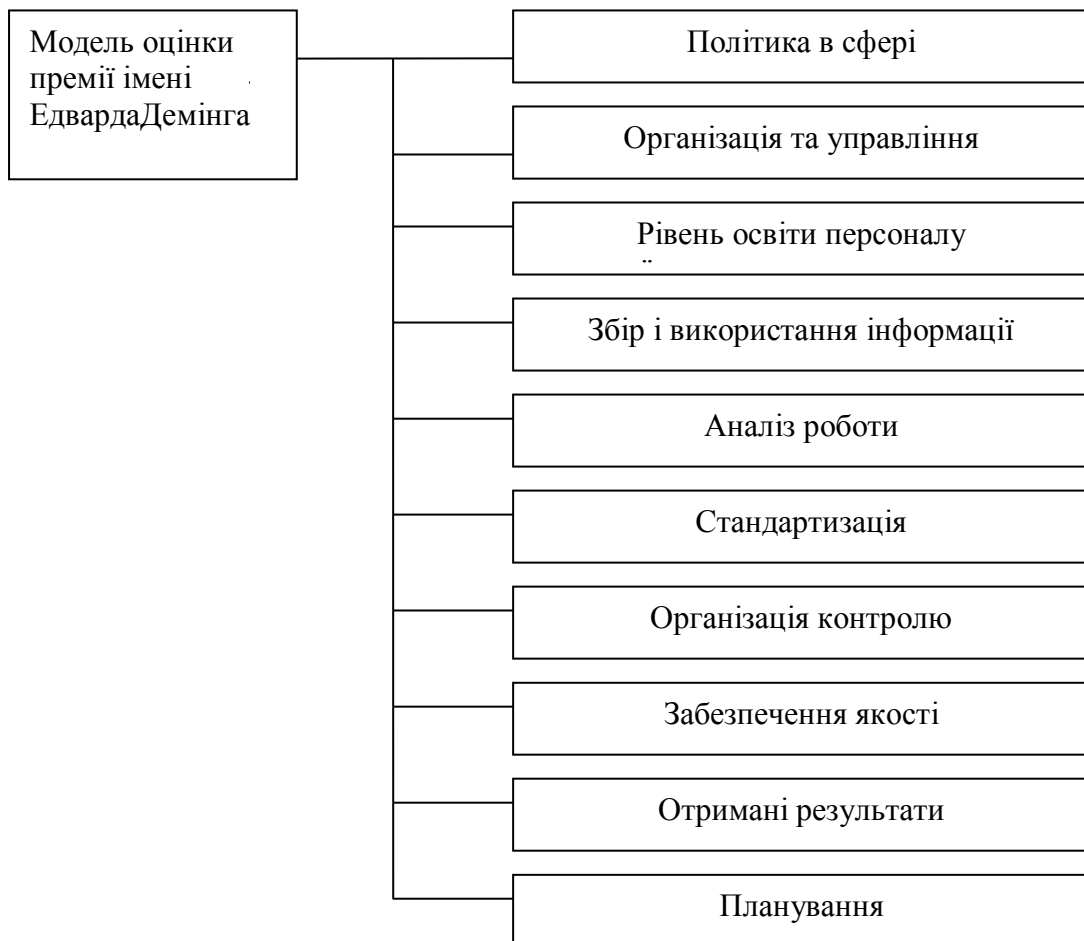 Модель оцінки
премії імені
ЕдвардаДемінга
Політика в сфері
Організація та управління
Рівень освіти персоналу
Збір і використання інформації
Аналіз роботи
Стандартизація
Організація контролю
Забезпечення якості
Отримані результати
Планування